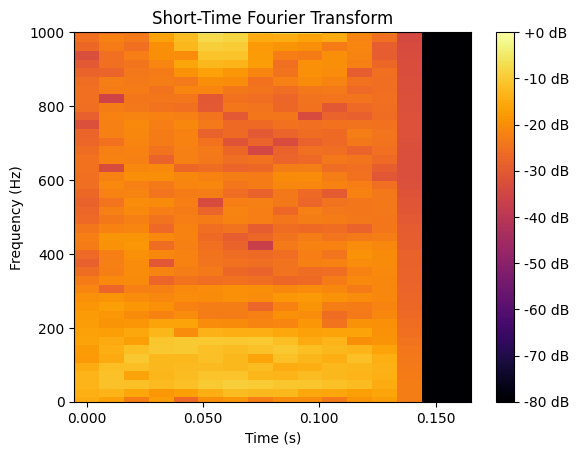 Short-Time Fourier Transform
1000
800
600
400
200
0
Frequency (Hz)
0.000
0.050
0.100
0.150
Time (s)
+0 dB
-10 dB
-20 dB
-30 dB
-40 dB
-50 dB
-60 dB
-70 dB
-80 dB